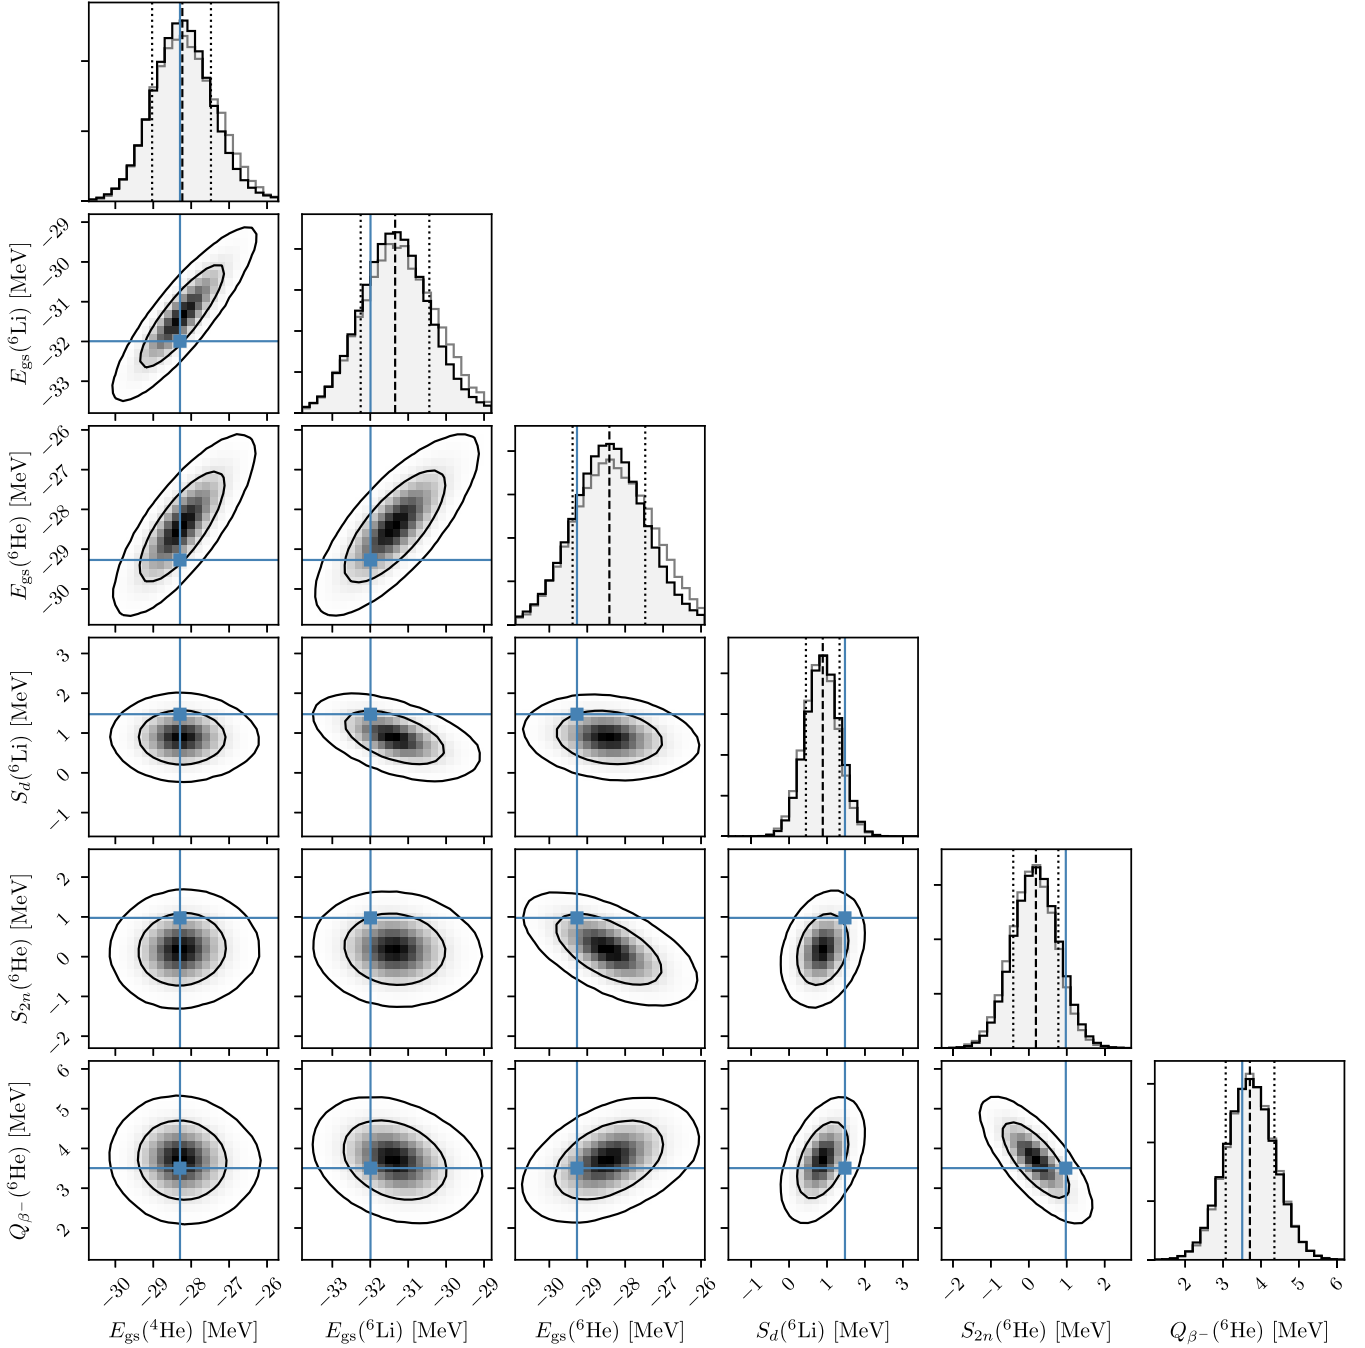 −29
−30
−31
−32
−33
E_gs(⁶Li) [MeV]
−26
−27
−28
−29
−30
E_gs(⁶He) [MeV]
3
2
1
0
−1
S_d(⁶Li) [MeV]
2
1
0
−1
−2
S_2n(⁶He) [MeV]
6
5
4
3
2
Q_β−(⁶He) [MeV]
−30 −29 −28 −27 −26
E_gs(⁴He) [MeV]
−33 −32 −31 −30 −29
E_gs(⁶Li) [MeV]
−30 −29 −28 −27 −26
E_gs(⁶He) [MeV]
−1 0 1 2 3
S_d(⁶Li) [MeV]
−2 −1 0 1 2
S_2n(⁶He) [MeV]
2 3 4 5 6
Q_β−(⁶He) [MeV]